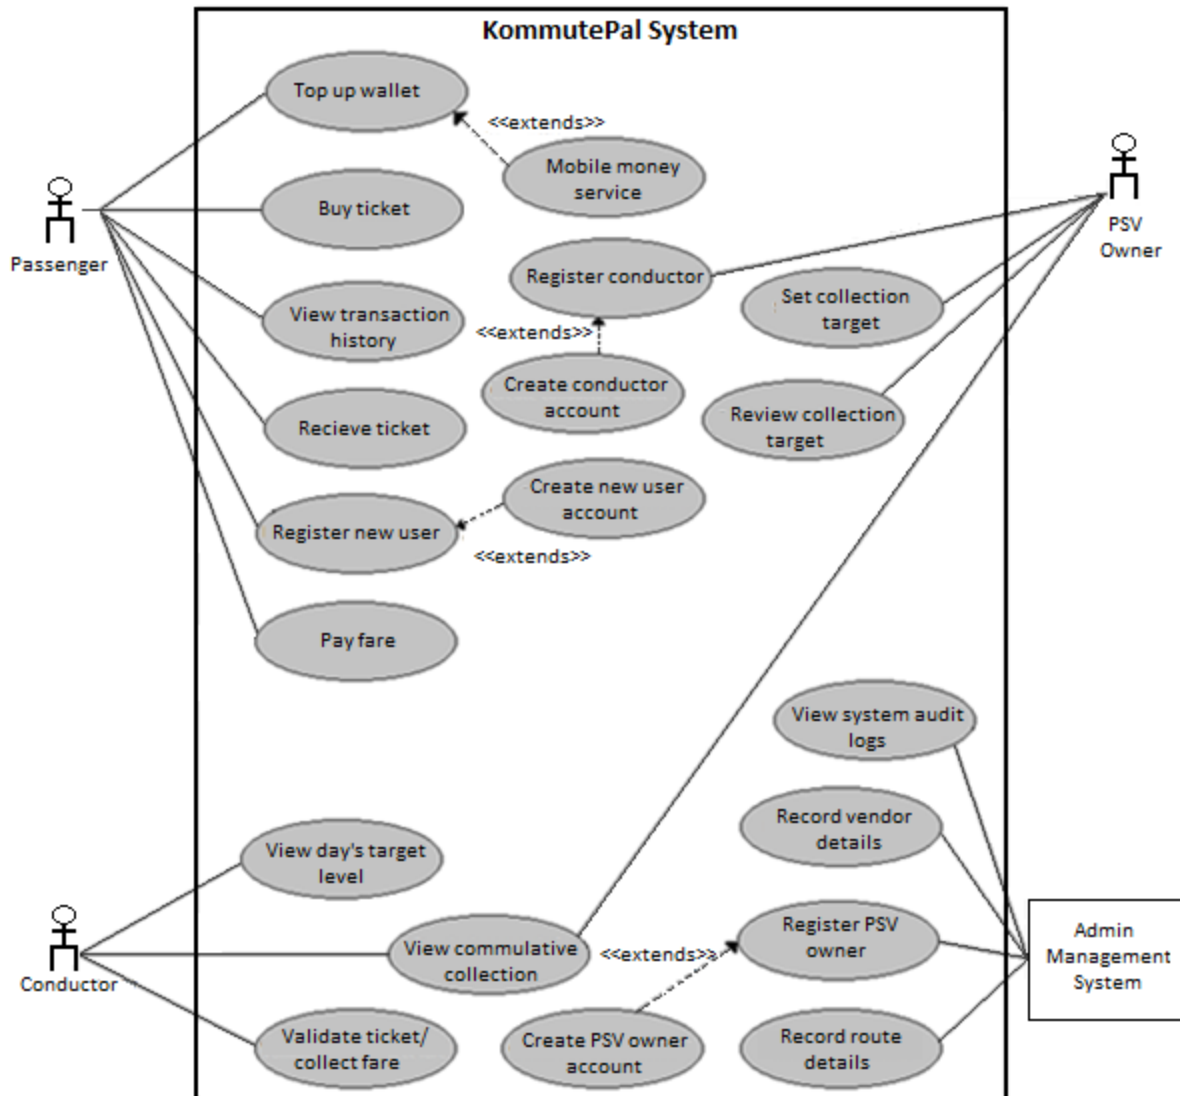 KommutePal System
Top up wallet
<<extends>>
Mobile money
service
Buy ticket
Passenger
PSV
Owner
Register conductor
Set collection
target
View transaction
history
<<extends>>
Create conductor
account
Review collection
target
Recieve ticket
Create new user
account
Register new user
<<extends>>
Pay fare
View system audit
logs
Record vendor
details
View day's target
level
Register PSV
owner
Admin
Management
System
View commulative
collection
<<extends>>
Conductor
Validate ticket/
collect fare
Create PSV owner
account
Record route
details